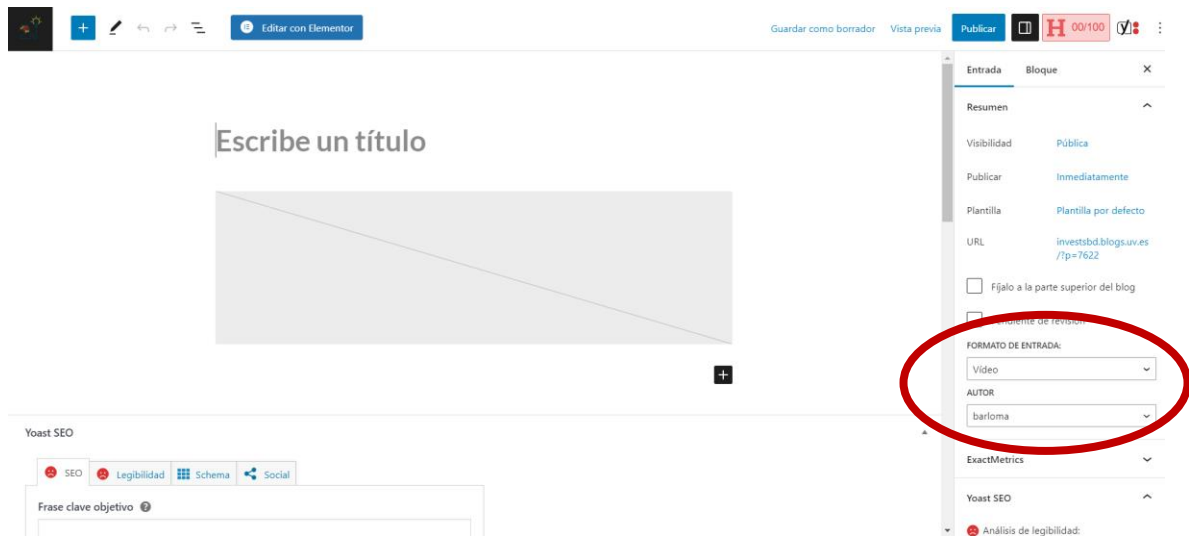 Editar con Elementor
Guardar como borrador Vista previa Publicar H 00/100
Entrada Bloque
Resumen
Escribe un título
Visibilidad Pública
Publicar Inmediatamente
Plantilla Plantilla por defecto
URL investsbd.blogs.uv.es
/?p=7622
Fíjalo a la parte superior del blog
de revisión
FORMATO DE ENTRADA:
Vídeo
AUTOR
barloma
Yoast SEO
SEO Legibilidad Schema Social
Frase clave objetivo
ExactMetrics
Yoast SEO
Análisis de legibilidad: